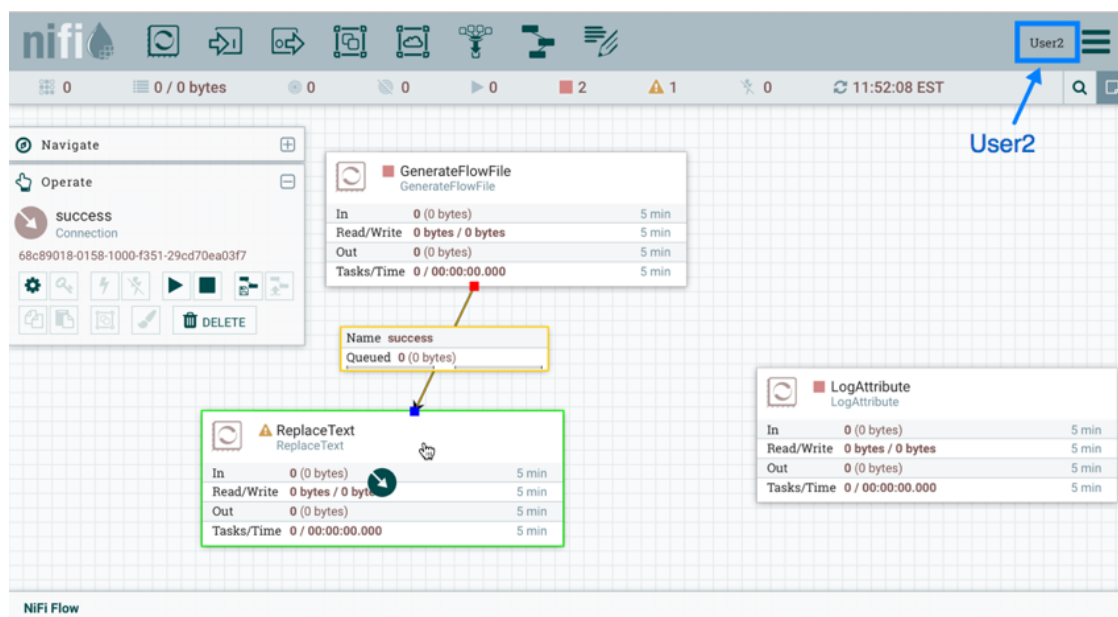 nifi
User2
0
0 / 0 bytes
0
0
0
2
1
0
11:52:08 EST
User2
Navigate
Operate
success
Connection
68c89018-0158-1000-f351-29cd70ea03f7
DELETE
GenerateFlowFile
GenerateFlowFile
In 0 (0 bytes) 5 min
Read/Write 0 bytes / 0 bytes 5 min
Out 0 (0 bytes) 5 min
Tasks/Time 0 / 00:00:00.000 5 min
Name success
Queued 0 (0 bytes)
ReplaceText
ReplaceText
In 0 (0 bytes) 5 min
Read/Write 0 bytes / 0 byte 5 min
Out 0 (0 bytes) 5 min
Tasks/Time 0 / 00:00:00.000 5 min
LogAttribute
LogAttribute
In 0 (0 bytes) 5 min
Read/Write 0 bytes / 0 bytes 5 min
Out 0 (0 bytes) 5 min
Tasks/Time 0 / 00:00:00.000 5 min
NiFi Flow